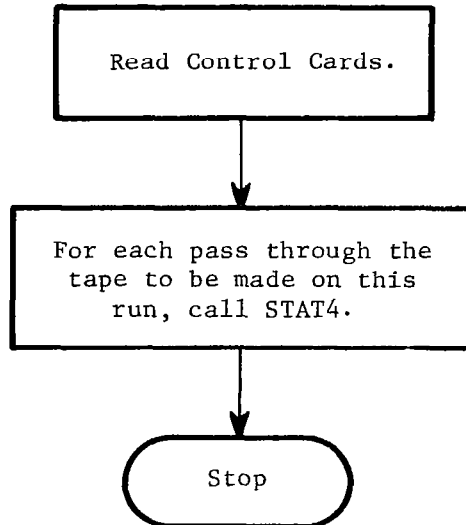 Read Control Cards.
For each pass through the
tape to be made on this
run, call STAT4.
Stop